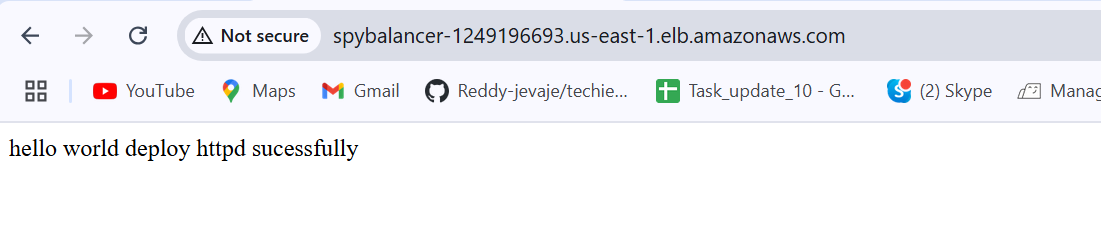 Not secure spybalancer-1249196693.us-east-1.elb.amazonaws.com
YouTube Maps Gmail Reddy-jevaje/techie... Task_update_10 - G... (2) Skype Manag
hello world deploy httpd sucessfully